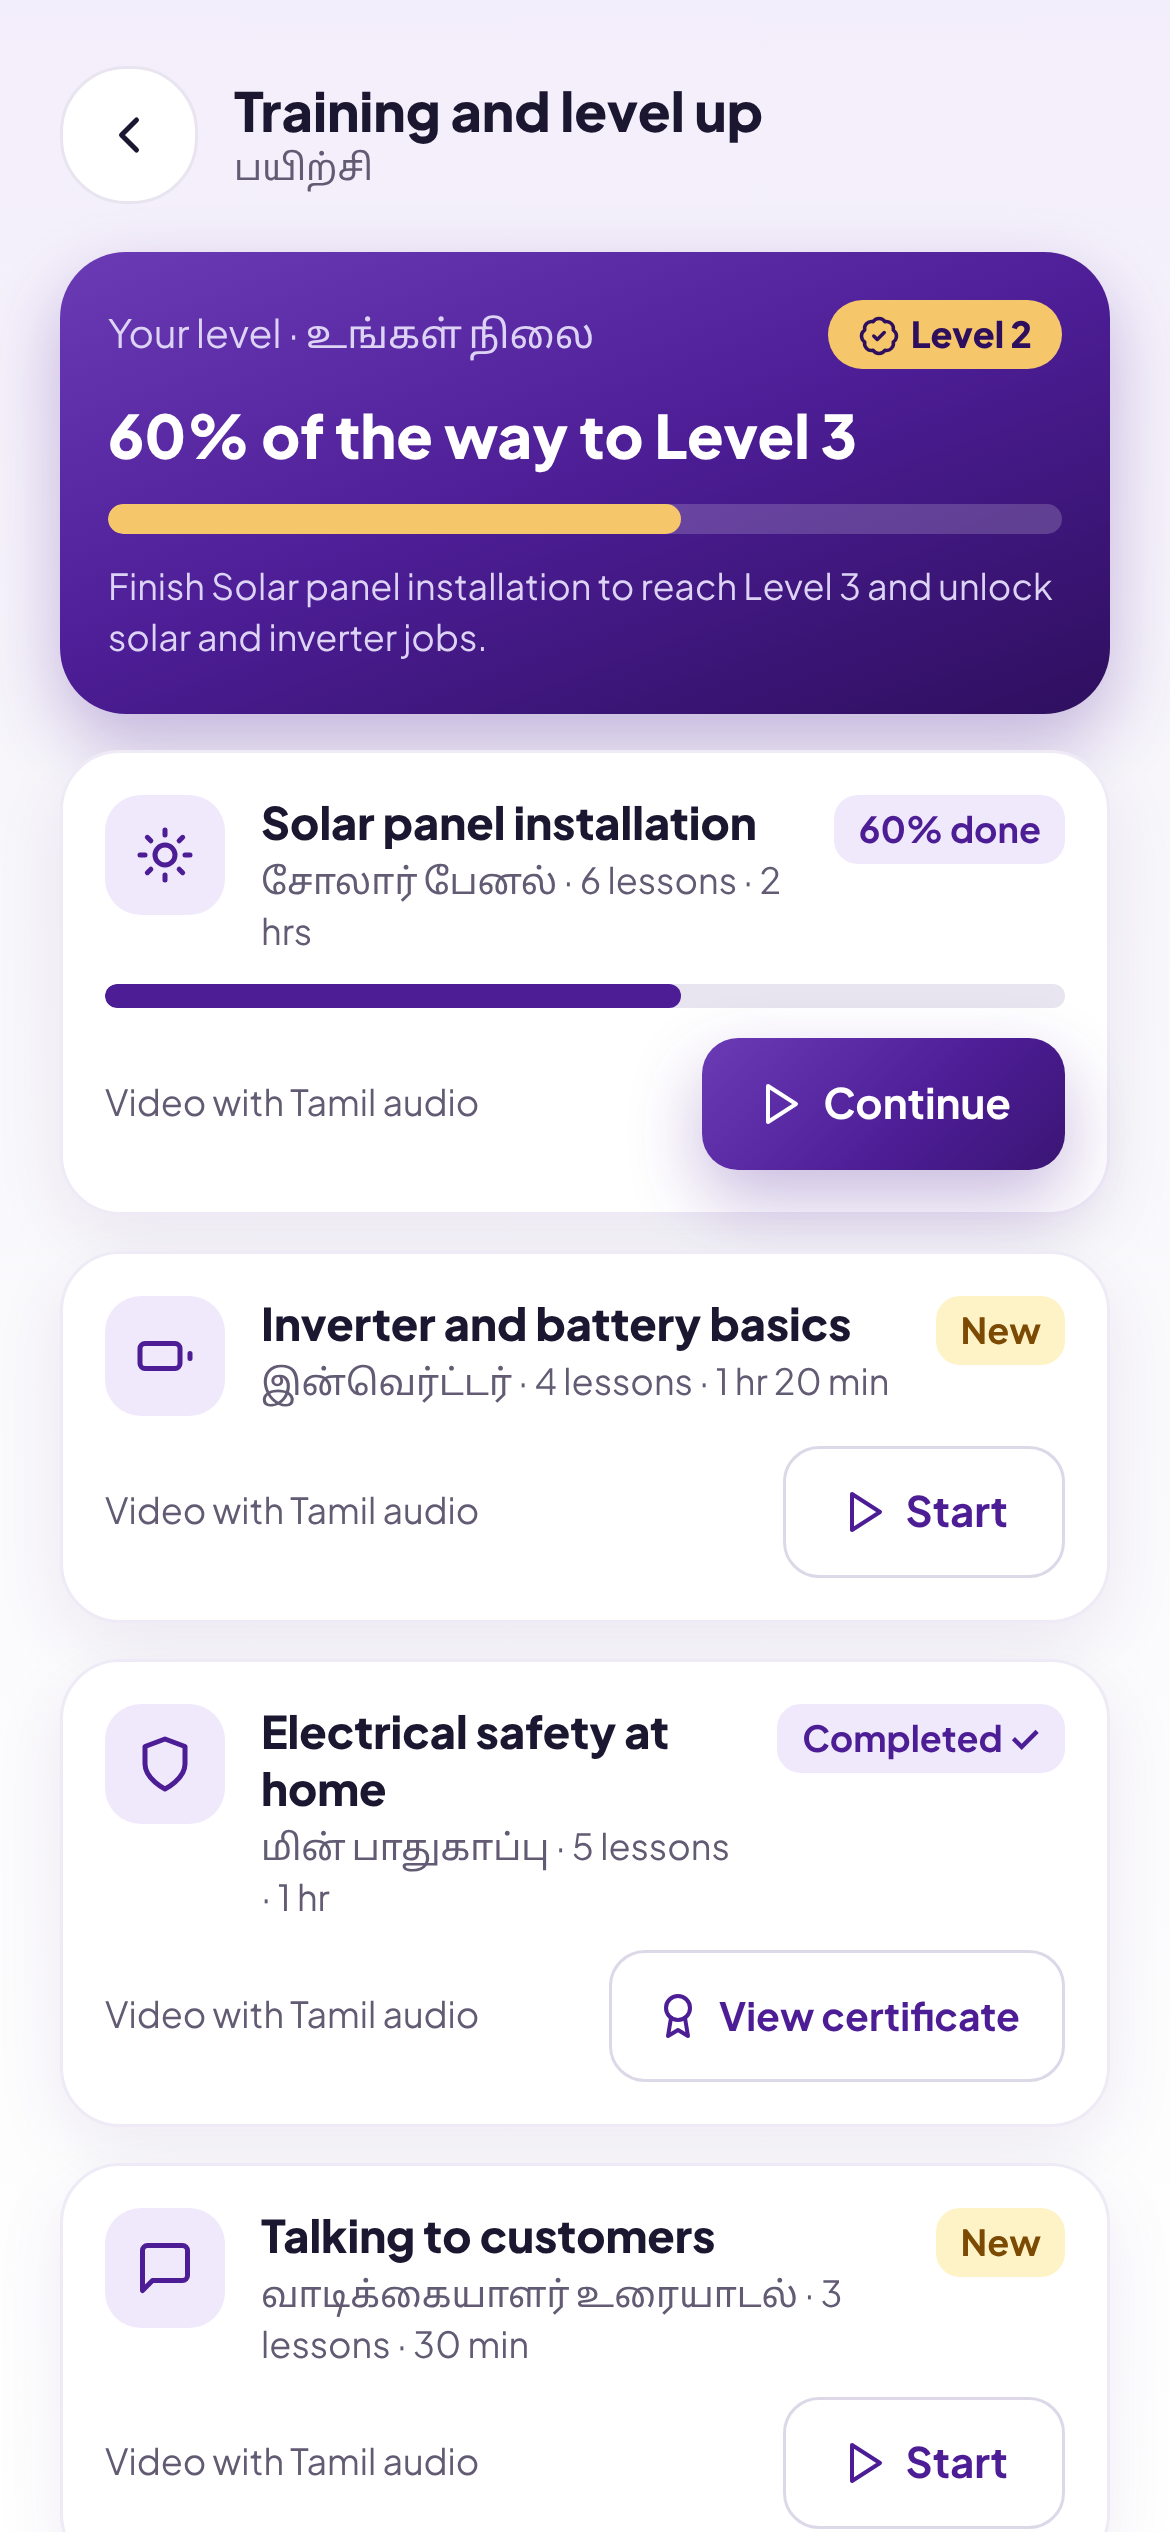 Training and level up
பயிற்சி
Your level · உங்கள் நிலை
Level 2
60% of the way to Level 3
Finish Solar panel installation to reach Level 3 and unlock
solar and inverter jobs.
Solar panel installation
60% done
சோலார் பேனல் · 6 lessons · 2
hrs
Video with Tamil audio
Continue
Inverter and battery basics
New
இன்வெர்ட்டர் · 4 lessons · 1 hr 20 min
Video with Tamil audio
Start
Electrical safety at
home
Completed ✓
மின் பாதுகாப்பு · 5 lessons
· 1 hr
Video with Tamil audio
View certificate
Talking to customers
New
வாடிக்கையாளர் உரையாடல் · 3
lessons · 30 min
Video with Tamil audio
Start